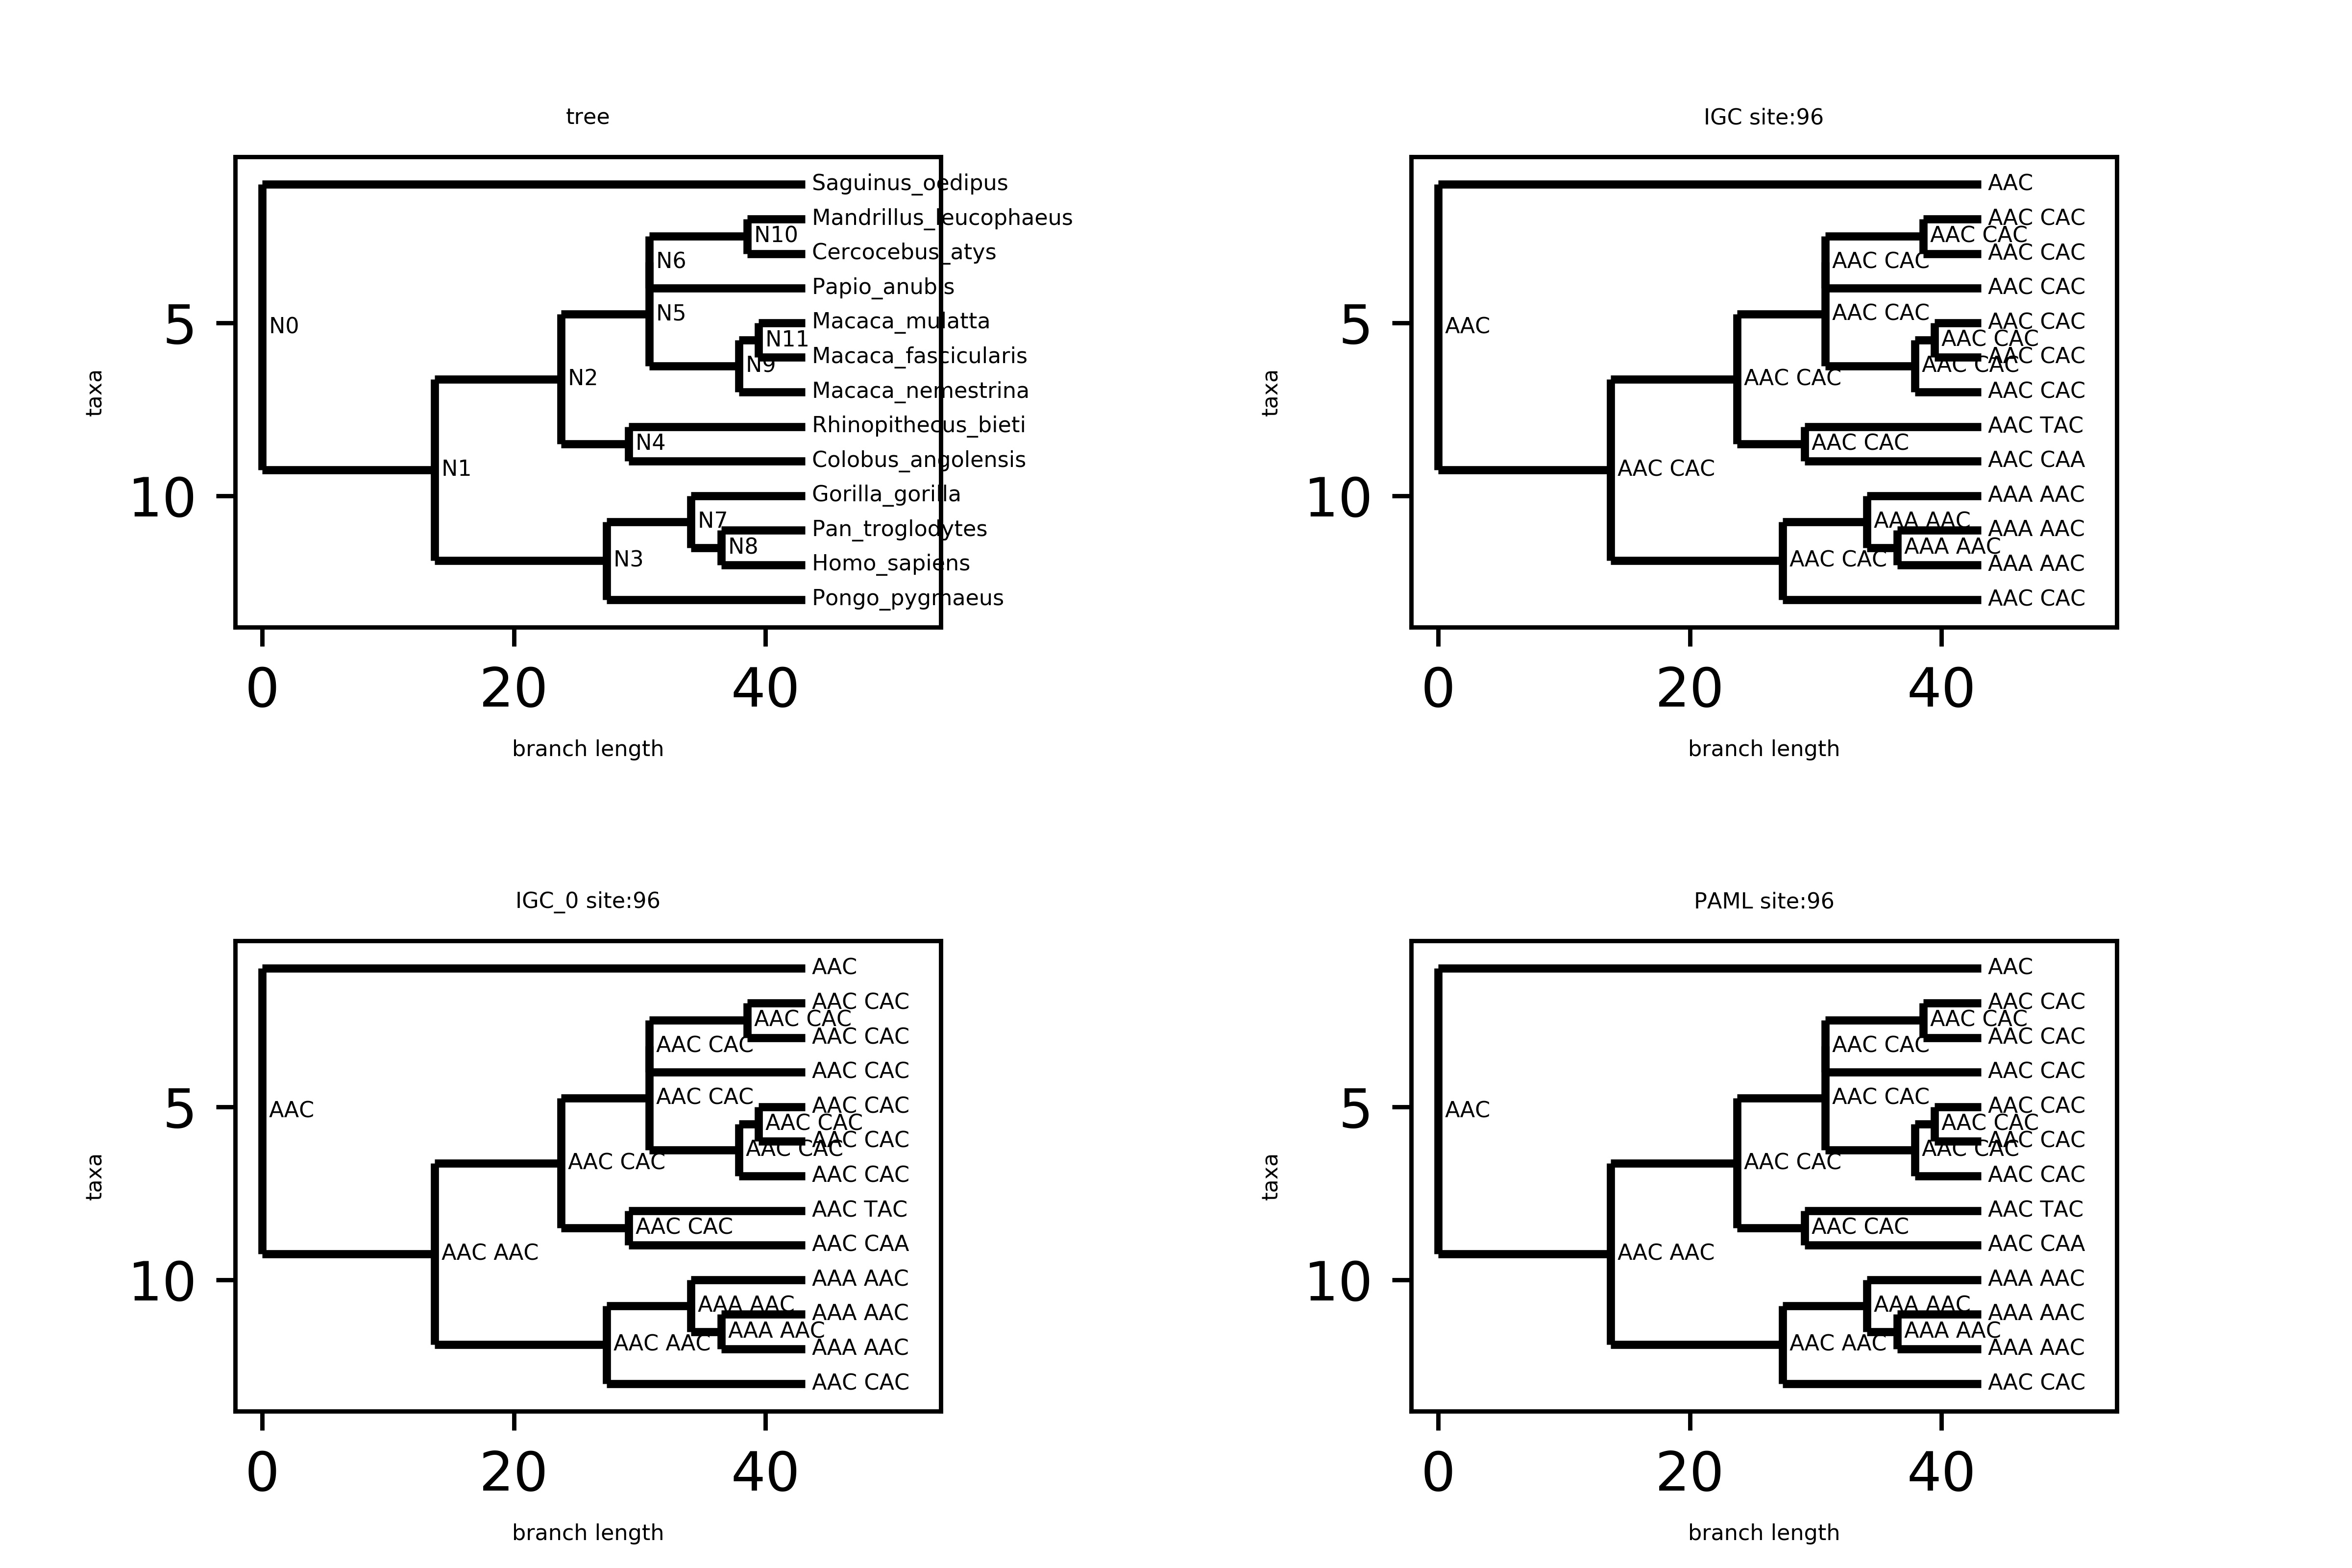 tree
Saguinus_oedipus
Mandrillus_leucophaeus
N10
Cercocebus_atys
N6
Papio_anubis
N5
Macaca_mulatta
N0
N11
Macaca_fascicularis
N9
N2
Macaca_nemestrina
Rhinopithecus_bieti
N4
Colobus_angolensis
N1
Gorilla_gorilla
N7
Pan_troglodytes
N8
N3
Homo_sapiens
Pongo_pygmaeus
5
10
taxa
0 20 40
branch length
IGC site:96
AAC
AAC CAC
AAC CAC
AAC CAC
AAC CAC
AAC CAC
AAC CAC
AAC CAC
AAC
AAC CAC
AAC CAC
AAC CAC
AAC CAC
AAC CAC
AAC TAC
AAC CAC
AAC CAA
AAC CAC
AAA AAC
AAA AAC
AAA AAC
AAA AAC
AAC CAC
AAA AAC
AAC CAC
5
10
taxa
0 20 40
branch length
IGC_0 site:96
AAC
AAC CAC
AAC CAC
AAC CAC
AAC CAC
AAC CAC
AAC CAC
AAC CAC
AAC
AAC CAC
AAC CAC
AAC CAC
AAC CAC
AAC CAC
AAC TAC
AAC CAC
AAC CAA
AAC AAC
AAA AAC
AAA AAC
AAA AAC
AAA AAC
AAC AAC
AAA AAC
AAC CAC
5
10
taxa
0 20 40
branch length
PAML site:96
AAC
AAC CAC
AAC CAC
AAC CAC
AAC CAC
AAC CAC
AAC CAC
AAC CAC
AAC
AAC CAC
AAC CAC
AAC CAC
AAC CAC
AAC CAC
AAC TAC
AAC CAC
AAC CAA
AAC AAC
AAA AAC
AAA AAC
AAA AAC
AAA AAC
AAC AAC
AAA AAC
AAC CAC
5
10
taxa
0 20 40
branch length